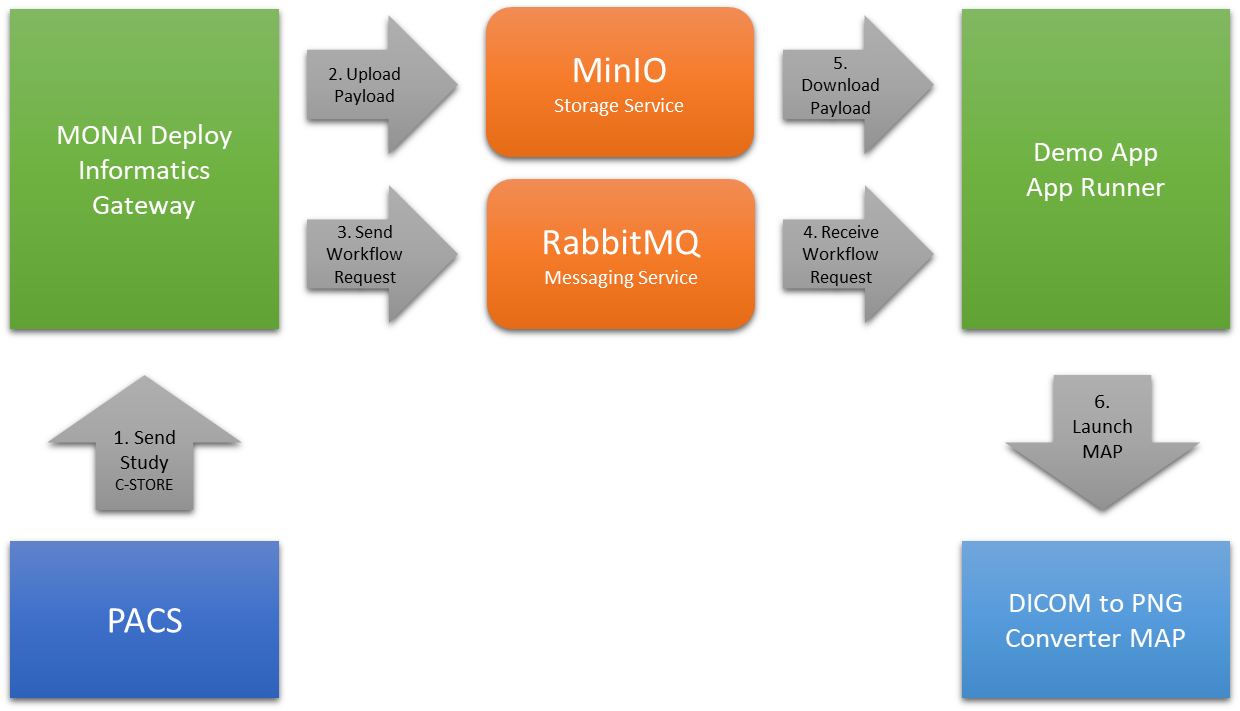 MONAI Deploy
Informatics
Gateway
2. Upload
Payload
MinIO
Storage Service
5.
Download
Payload
Demo App
App Runner
3. Send
Workflow
Request
RabbitMQ
Messaging Service
4. Receive
Workflow
Request
1. Send
Study
C-STORE
6.
Launch
MAP
PACS
DICOM to PNG
Converter MAP